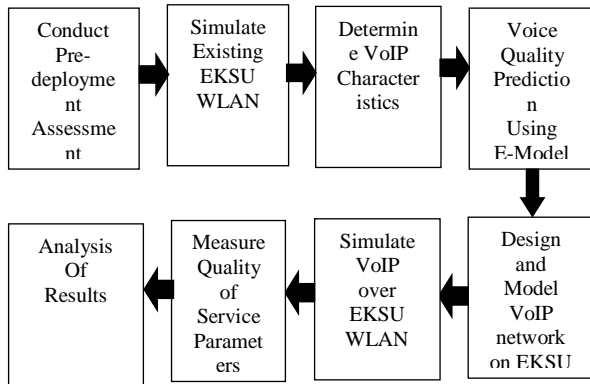 Conduct
Pre-
deployme
nt
Assessme
nt
Simulate
Existing
EKSU
WLAN
Determin
e VoIP
Character
istics
Voice
Quality
Predictio
n
Using
E-Model
Design
and
Model
VoIP
network
on EKSU
Simulate
VoIP
over
EKSU
WLAN
Measure
Quality
of
Service
Paramet
ers
Analysis
Of
Results